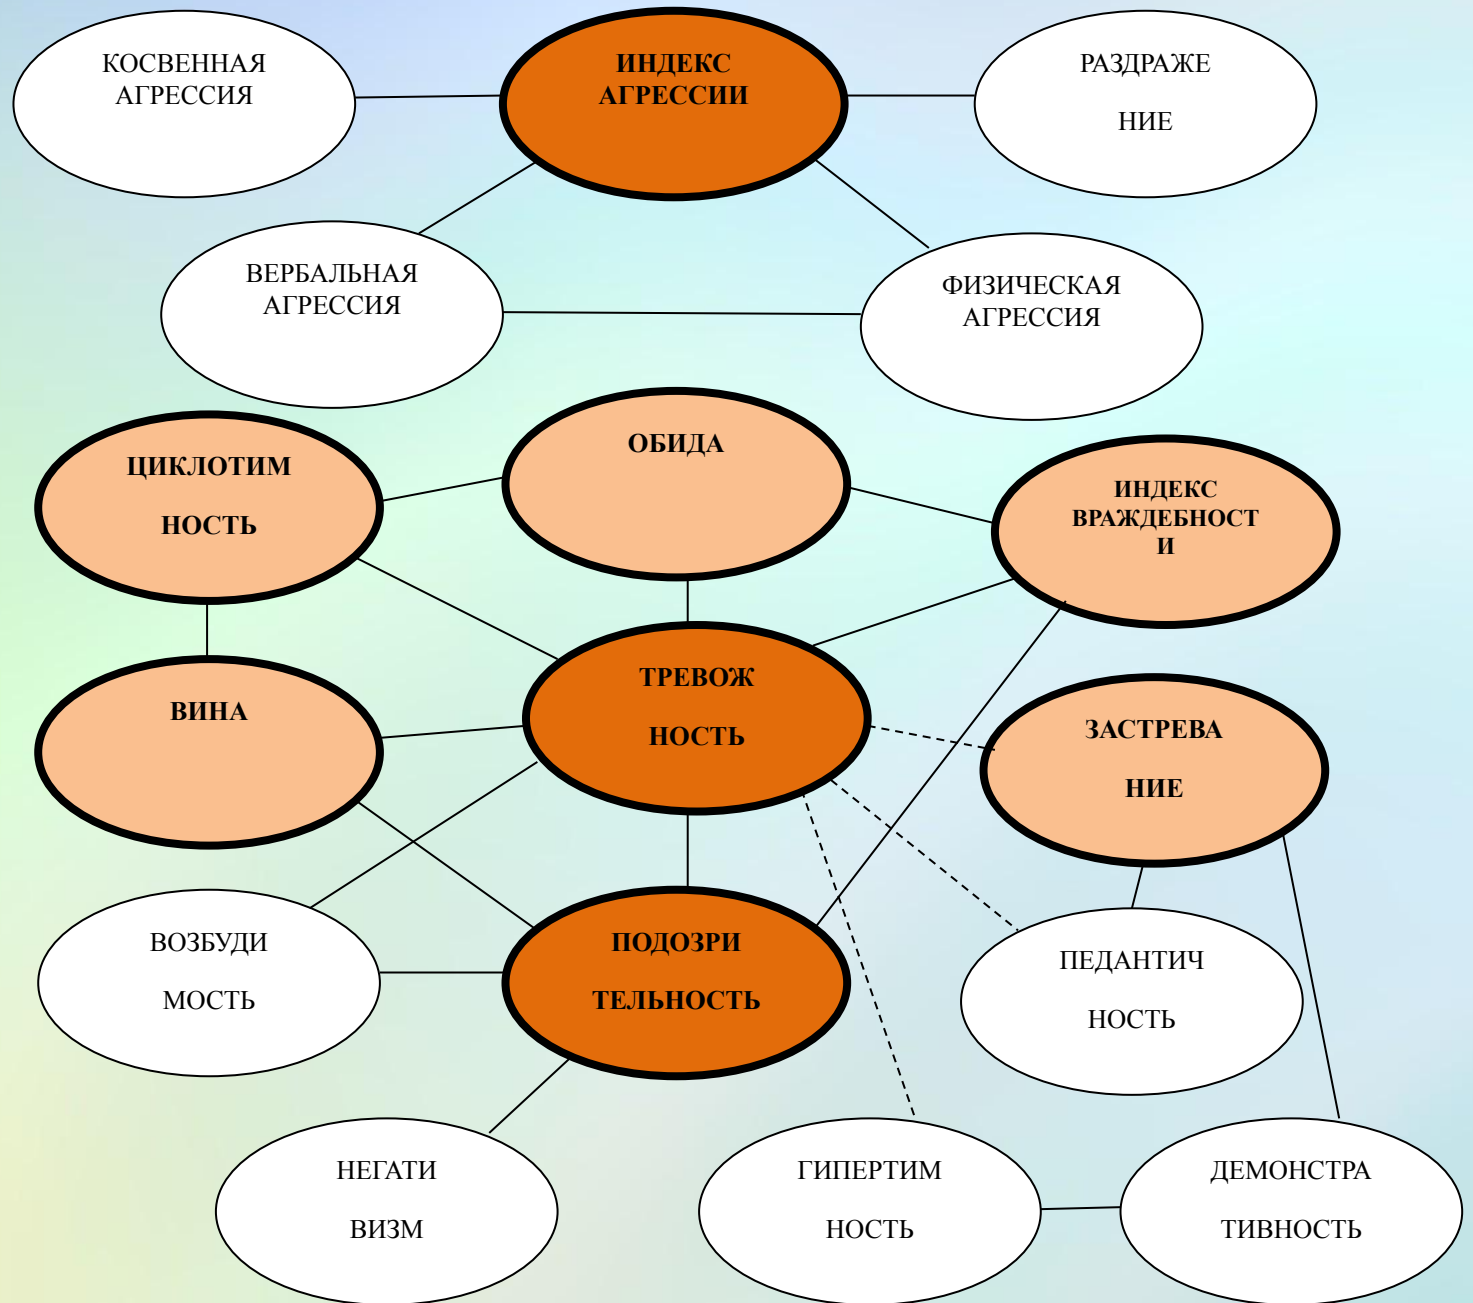 КОСВЕННАЯ
АГРЕССИЯ
ИНДЕКС
АГРЕССИИ
РАЗДРАЖЕ
НИЕ
ВЕРБАЛЬНАЯ
АГРЕССИЯ
ФИЗИЧЕСКАЯ
АГРЕССИЯ
ЦИКЛОТИМ
НОСТЬ
ОБИДА
ИНДЕКС
ВРАЖДЕБНОСТ
И
ВИНА
ТРЕВОЖ
НОСТЬ
ЗАСТРЕВА
НИЕ
ВОЗБУДИ
МОСТЬ
ПОДОЗРИ
ТЕЛЬНОСТЬ
ПЕДАНТИЧ
НОСТЬ
НЕГАТИ
ВИЗМ
ГИПЕРТИМ
НОСТЬ
ДЕМОНСТРА
ТИВНОСТЬ